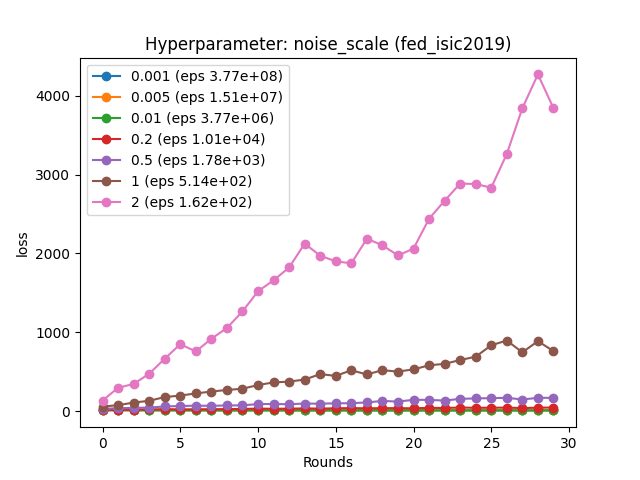 Hyperparameter: noise_scale (fed_isic2019)
0.001 (eps 3.77e+08)
0.005 (eps 1.51e+07)
0.01 (eps 3.77e+06)
0.2 (eps 1.01e+04)
0.5 (eps 1.78e+03)
1 (eps 5.14e+02)
2 (eps 1.62e+02)
loss
4000
3000
2000
1000
0
0 5 10 15 20 25 30
Rounds